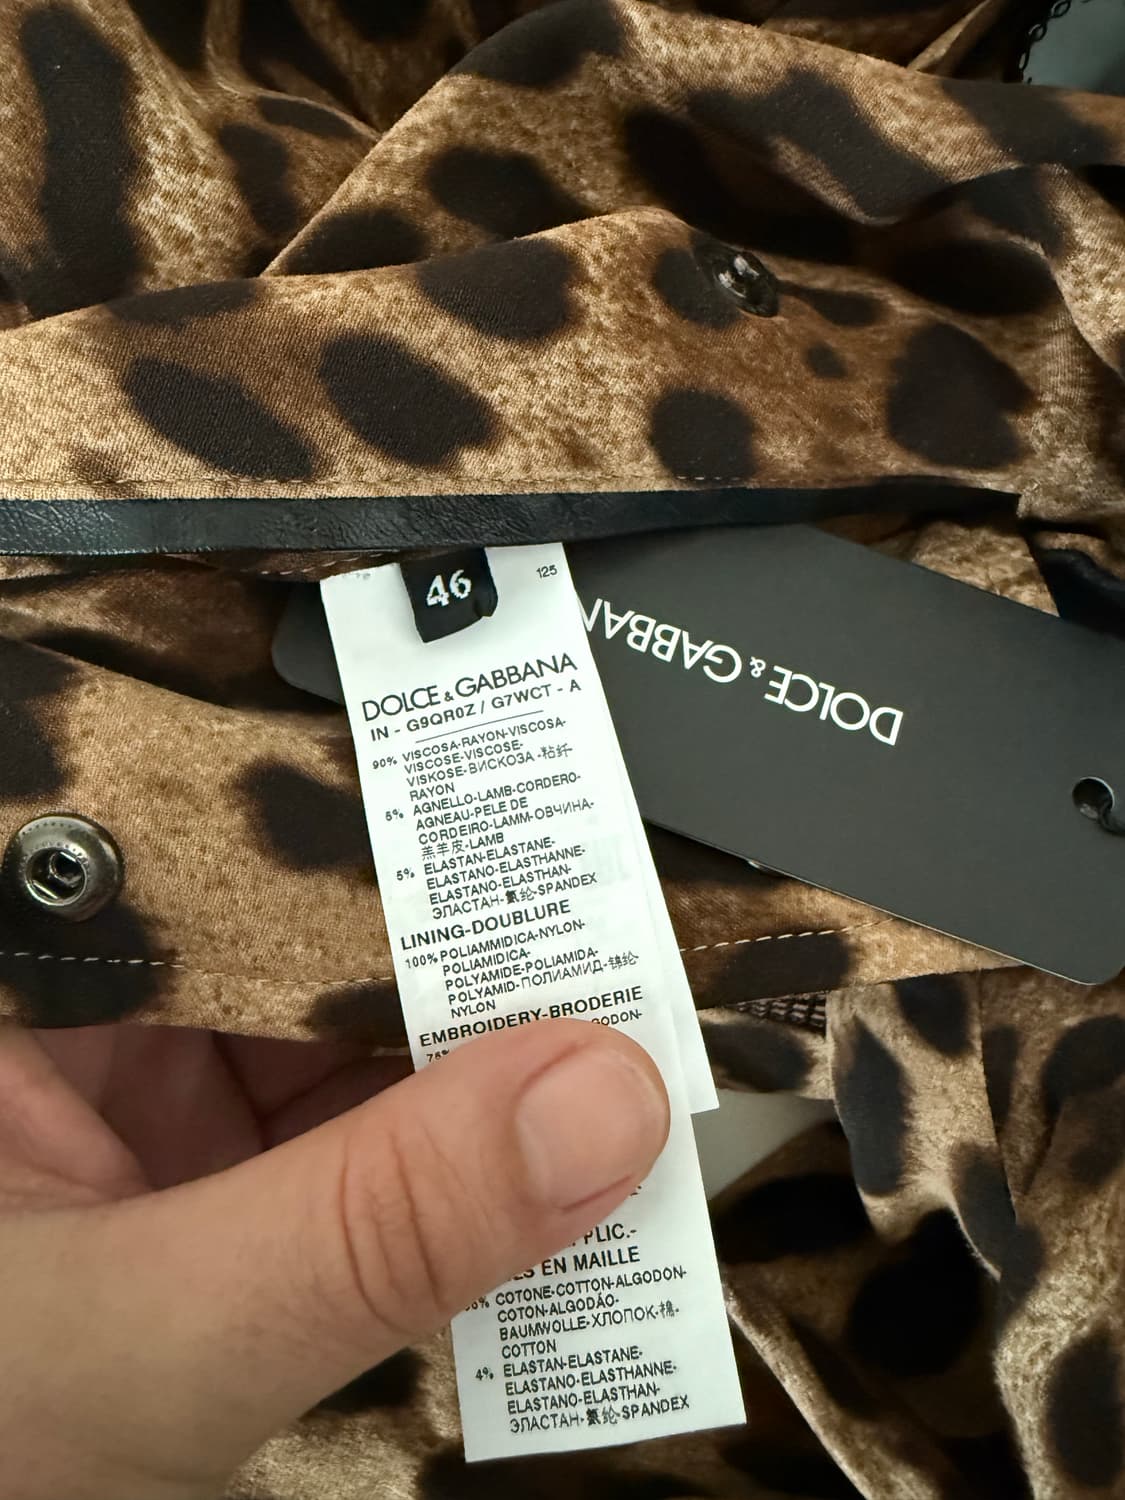 46
125
DOLCE & GABBANA
IN - G9QR0Z / G7WCT - A
90% VISCOSA-RAYON-VISCOSA-
VISCOSE-VISCOSE-
VISKOSE-ВИСКОЗА-粘纤
RAYON
5% AGNELLO-LAMB-CORDERO-
AGNEAU-PELE DE
CORDEIRO-LAMM-ОВЧИНА-
羔羊皮-LAMB
5% ELASTAN-ELASTANE-
ELASTANO-ELASTHANNE-
ELASTANO-ELASTHAN-
ЭЛАСТАН-氨纶-SPANDEX
LINING-DOUBLURE
100% POLIAMMIDICA-NYLON-
POLIAMIDICA-
POLYAMIDE-POLIAMIDA-
POLYAMID-ПОЛИАМИД-锦纶-
NYLON
EMBROIDERY-BRODERIE
EN MAILLE
COTONE-COTTON-ALGODON-
COTON-ALGODÃO-
BAUMWOLLE-ХЛОПОК-棉-
COTTON
4% ELASTAN-ELASTANE-
ELASTANO-ELASTHANNE-
ELASTANO-ELASTHAN-
ЭЛАСТАН-氨纶-SPANDEX
DOLCE & GABBAN